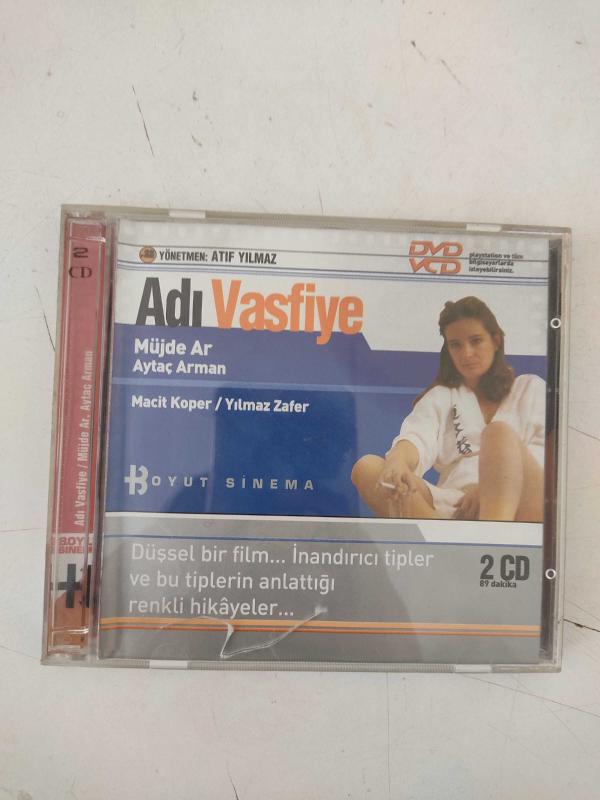 2
CD
Adı Vasfiye / Müjde Ar, Aytaç Arman
YÖNETMEN: ATIF YILMAZ
DVD
VCD
playstation ve tüm
bilgisayarlarda
izleyebilirsiniz.
Adı Vasfiye
Müjde Ar
Aytaç Arman
Macit Koper / Yılmaz Zafer
BOYUT SİNEMA
Düşsel bir film... İnandırıcı tipler
ve bu tiplerin anlattığı
renkli hikâyeler...
2 CD
89 dakika